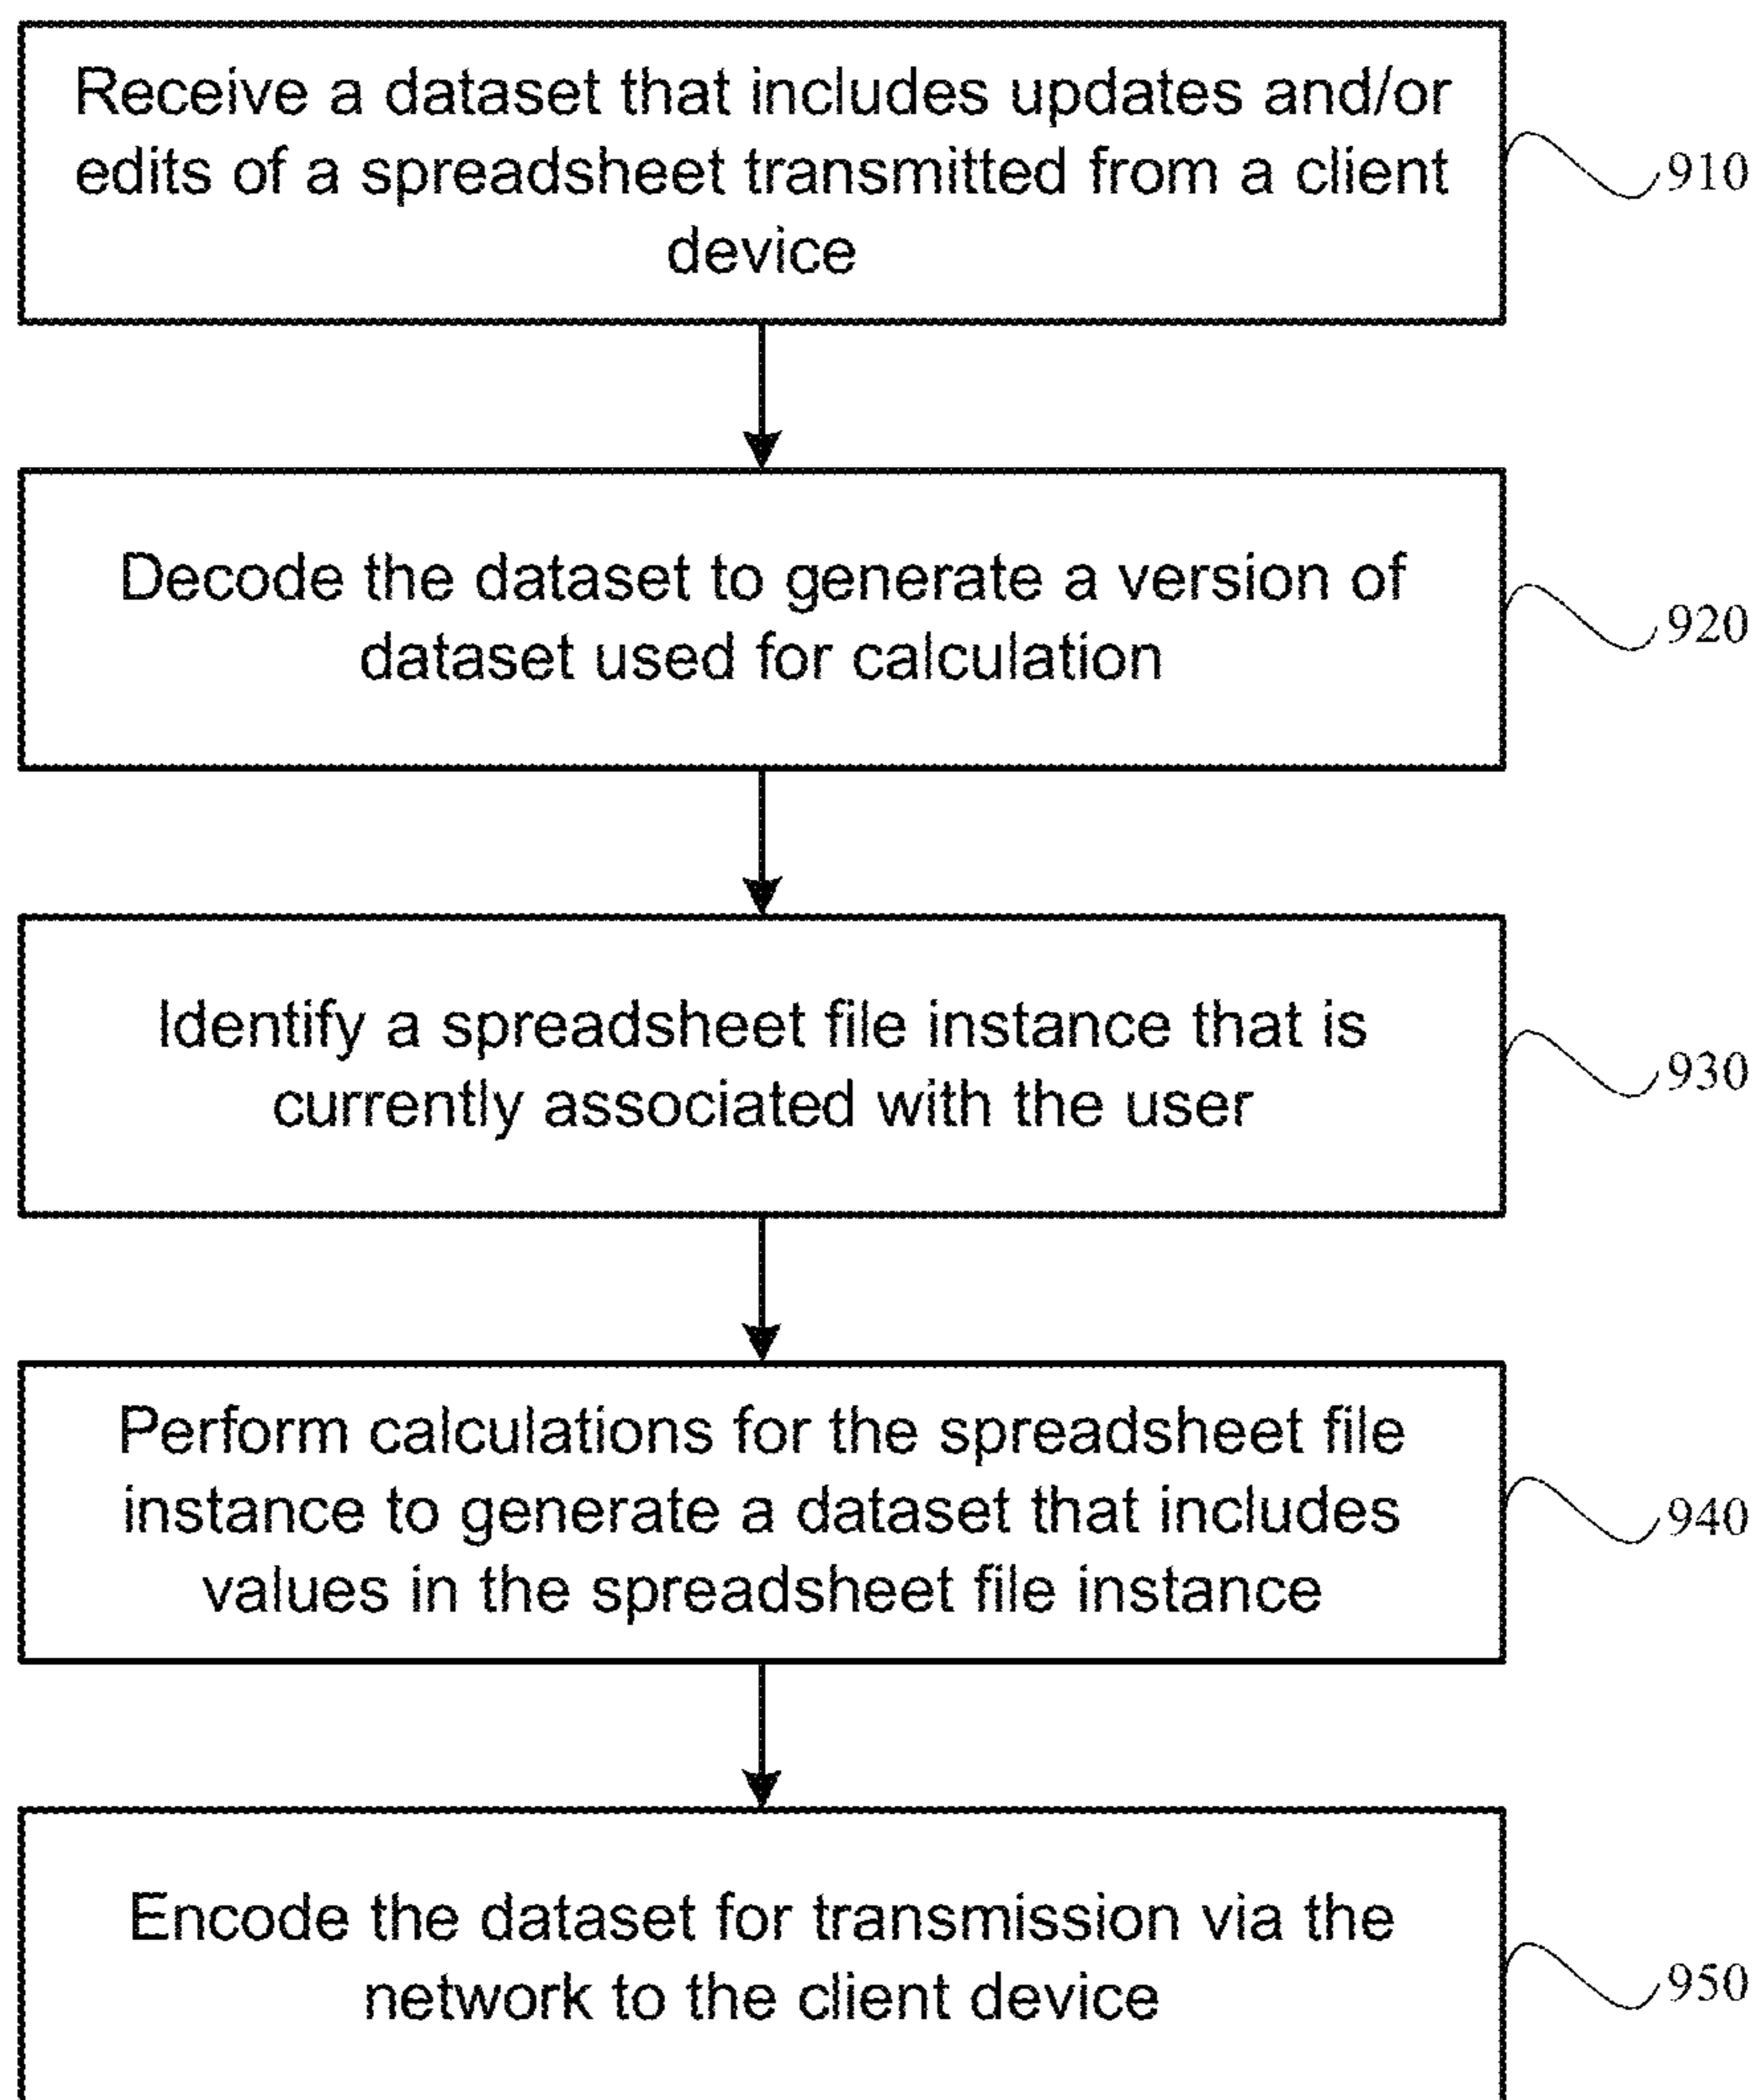 Receive a dataset that includes updates and/or
edits of a spreadsheet transmitted from a client
device
910
Decode the dataset to generate a version of
dataset used for calculation
920
Identify a spreadsheet file instance that is
currently associated with the user
930
Perform calculations for the spreadsheet file
instance to generate a dataset that includes
values in the spreadsheet file instance
940
Encode the dataset for transmission via the
network to the client device
950